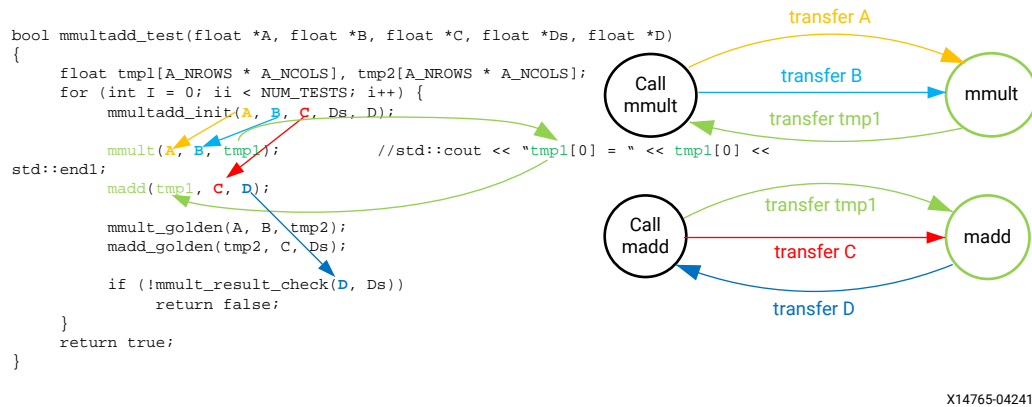 bool mmultadd_test(float *A, float *B, float *C, float *Ds, float *D)
{
float tmpl[A_NROWS * A_NCOLS], tmp2[A_NROWS * A_NCOLS];
for (int I = 0; ii < NUM_TESTS; i++) {
mmultadd_init(A, B, C, Ds, D);
mmult(A, B, tmp1); //std::cout << “tmp1[0] = “ << tmp1[0] <<
std::end1;
madd(tmp1, C, D);
mmult_golden(A, B, tmp2);
madd_golden(tmp2, C, Ds);
if (!mmult_result_check(D, Ds))
return false;
}
return true;
}
transfer A
Call
mmult
transfer B
mmult
transfer tmp1
transfer tmp1
Call
madd
transfer C
madd
transfer D
X14765-04241